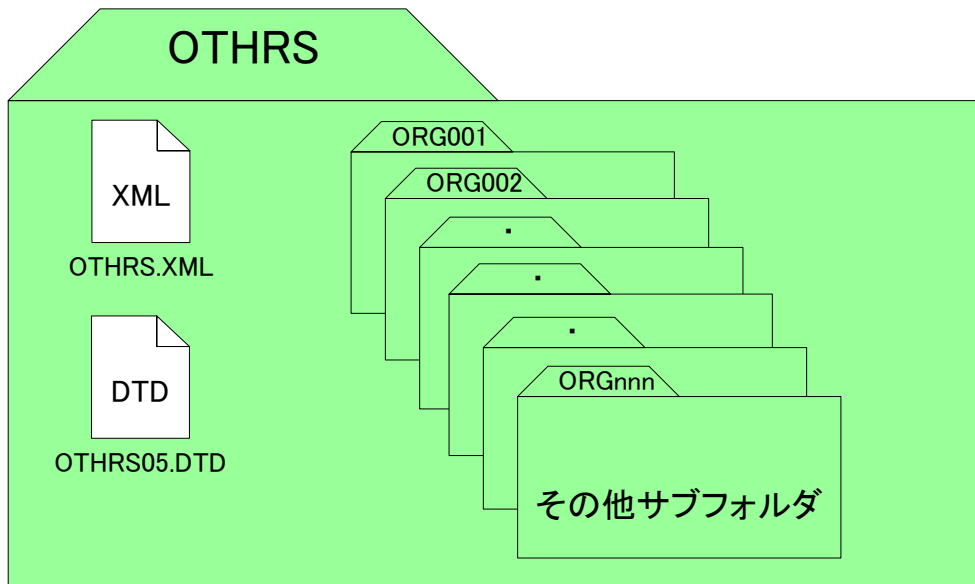 OTHRS
XML
OTHRS.XML
DTD
OTHRS05.DTD
ORG001
ORG002
・
・
・
ORGnnn
その他サブフォルダ